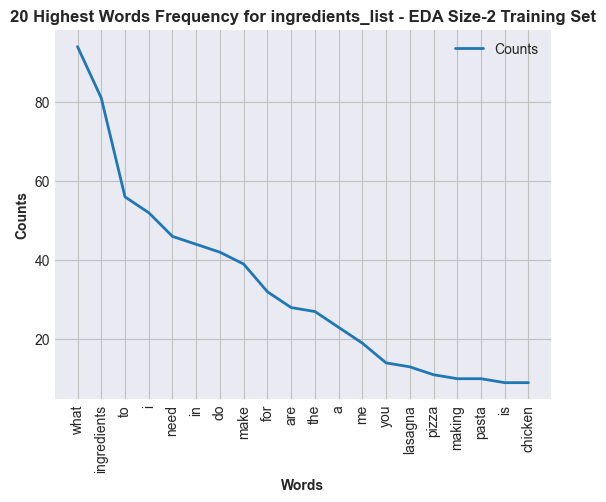 20 Highest Words Frequency for ingredients_list - EDA Size-2 Training Set
Counts
Counts
80
60
40
20
what
ingredients
to
i
need
in
do
make
for
are
the
a
me
you
lasagna
pizza
making
pasta
is
chicken
Words